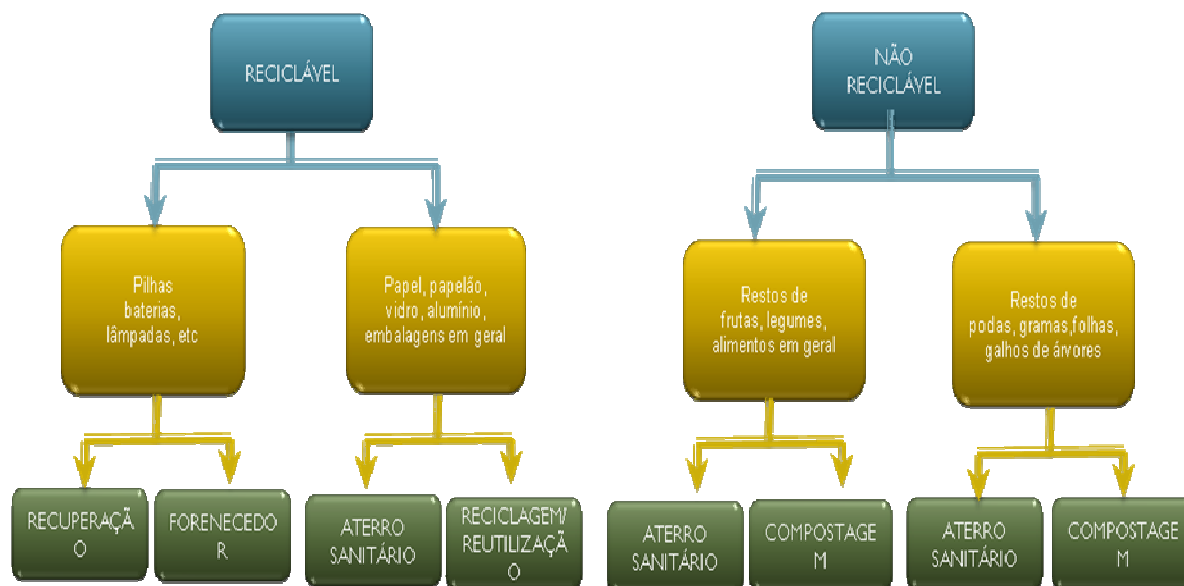 RECICLÁVEL
NÃO
RECICLÁVEL
Pilhas
baterias,
lâmpadas, etc
Papel, papelão,
vidro, alumínio,
embalagens em geral
Restos de
frutas, legumes,
alimentos em geral
Restos de
podas, gramas,folhas,
galhos de árvores
RECUPERAÇÃ
O
FORENECEDO
R
ATERRO
SANITÁRIO
RECICLAGEM/
REUTILIZAÇÃ
O
ATERRO
SANITÁRIO
COMPOSTAGE
M
ATERRO
SANITÁRIO
COMPOSTAGE
M